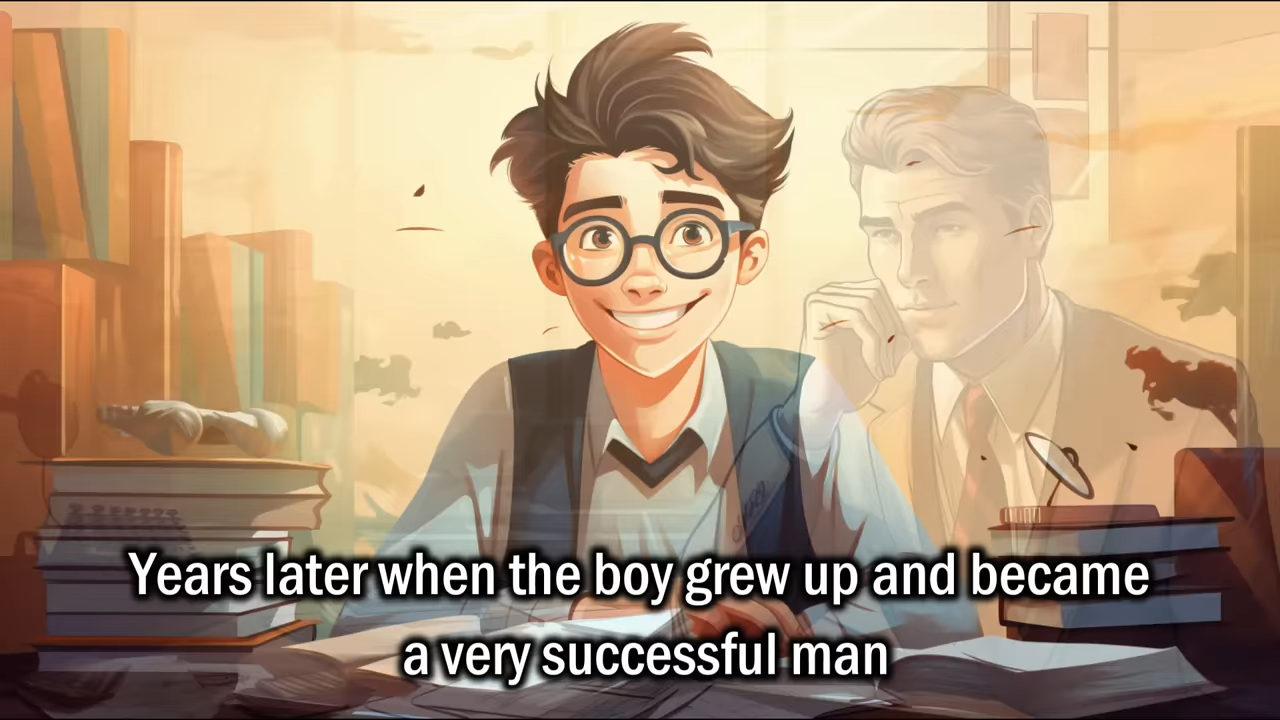 Years later when the boy grew up and became
a very successful man